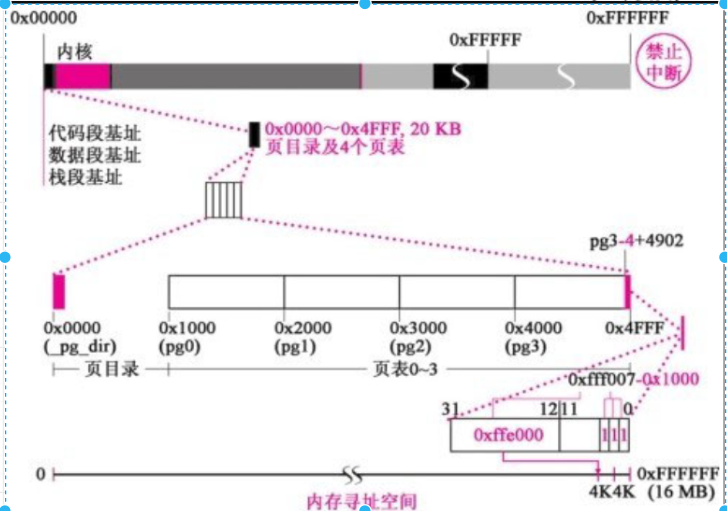 0x00000
0xFFFFFF
内核
0xFFFFF
禁止
中断
代码段基址
数据段基址
栈段基址
0x0000～0x4FFF, 20 KB
页目录及4个页表
pg3-4+4902
0x0000
(_pg_dir)
0x1000
(pg0)
0x2000
(pg1)
0x3000
(pg2)
0x4000
(pg3)
0x4FFF
页目录
页表0~3
0xfff007-0x1000
31
12 11
0
0xffe000
1 1 1
0
0xFFFFFF
4K 4K
(16 MB)
内存寻址空间